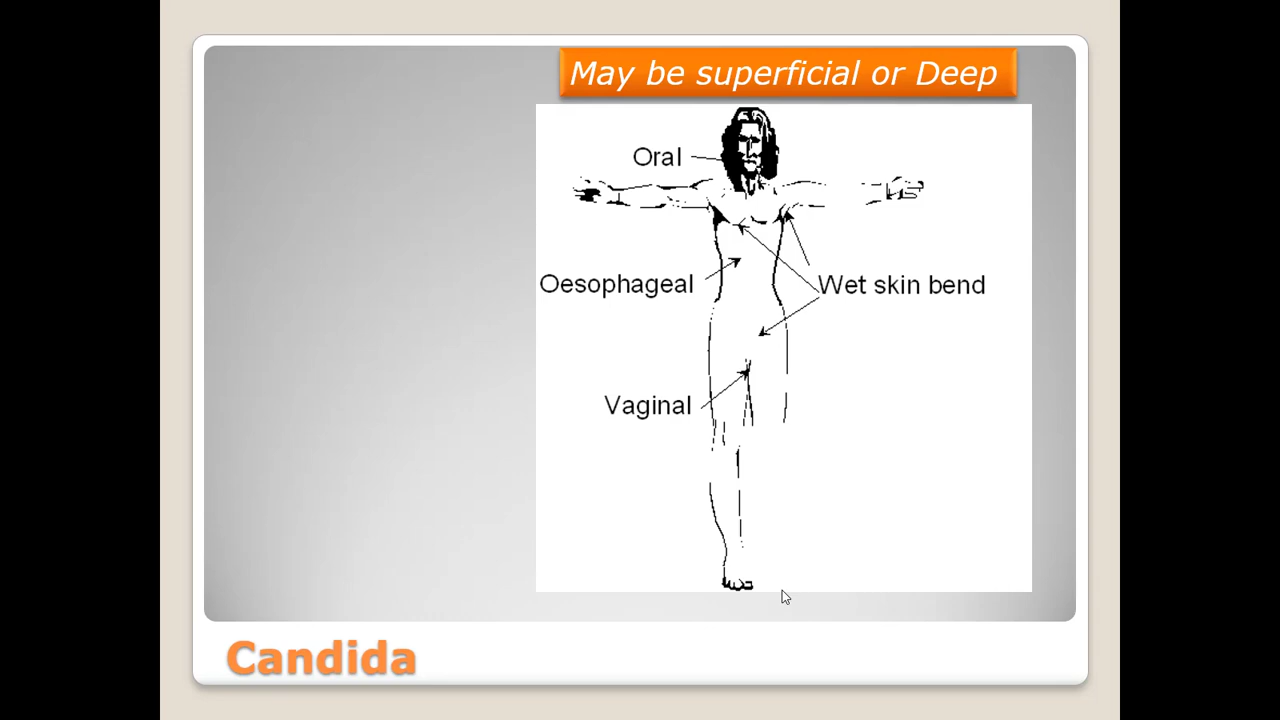 May be superficial or Deep
Oral
Oesophageal
Wet skin bend
Vaginal
Candida